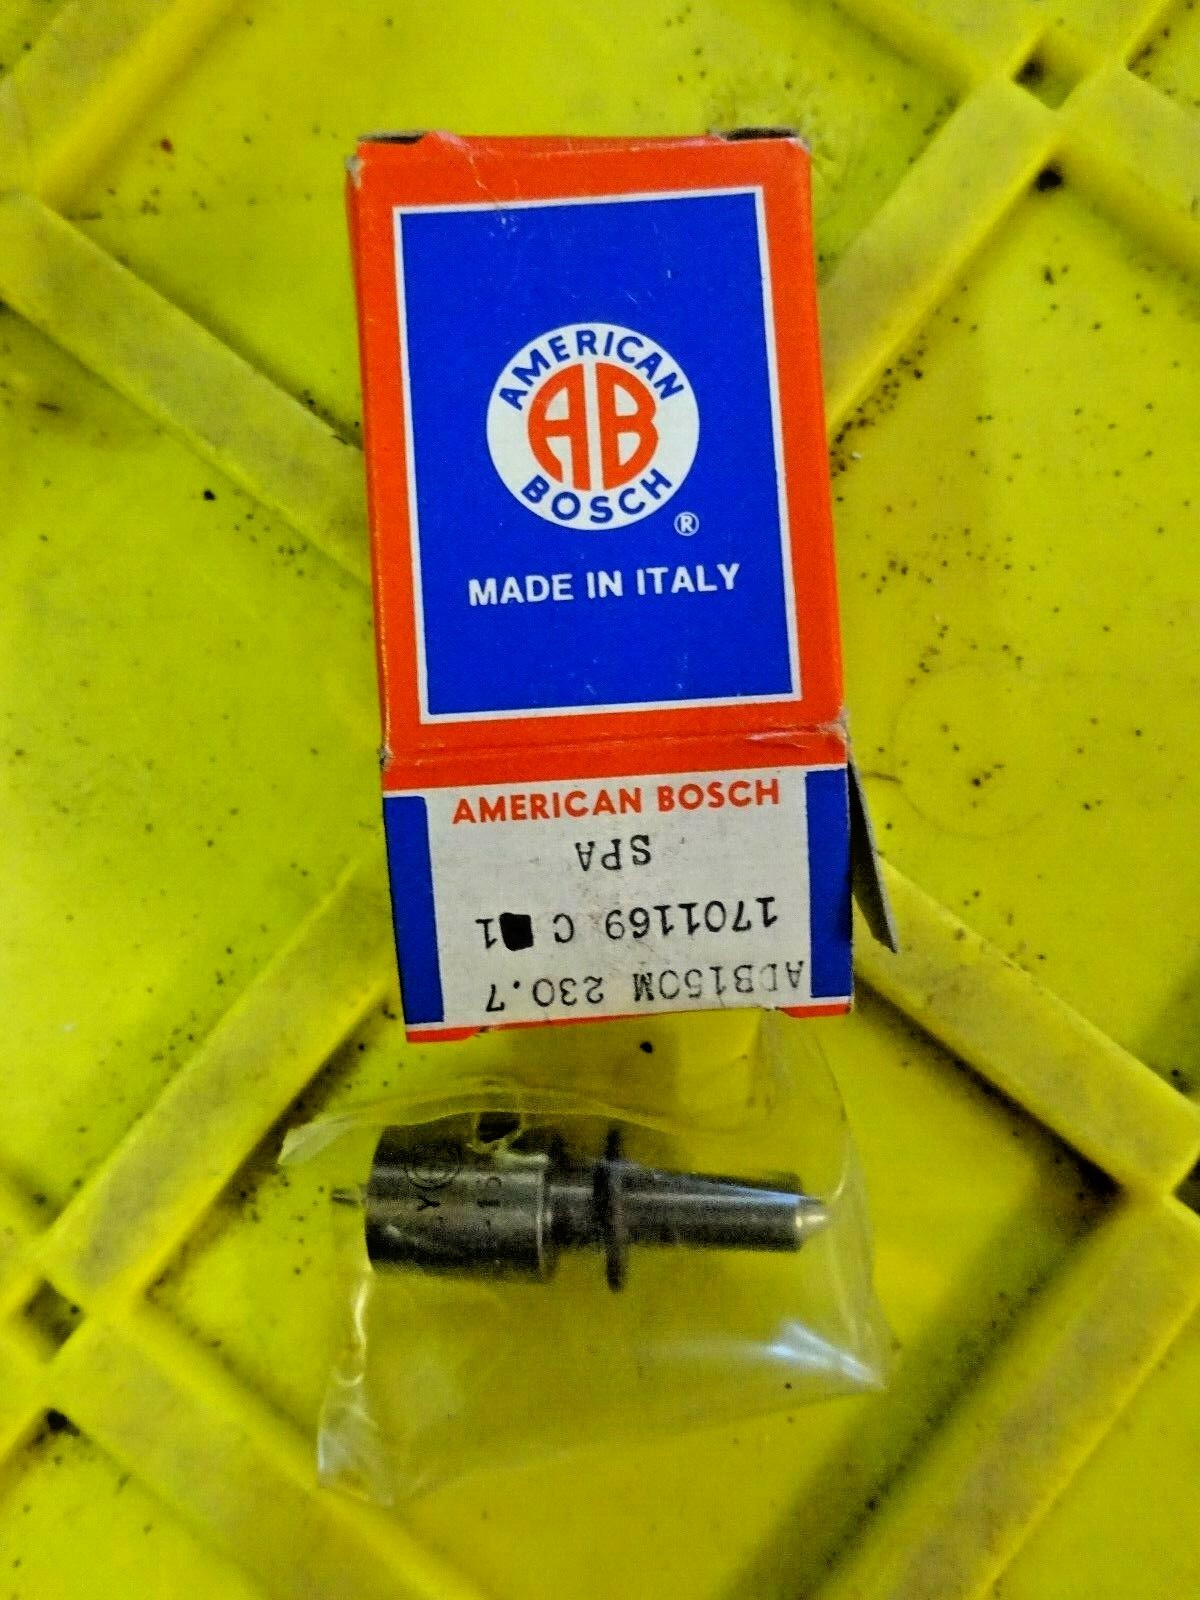 AMERICAN
AB
BOSCH
®
MADE IN ITALY
AMERICAN BOSCH
ADB150M 230.7
1701169 C 1
SPA